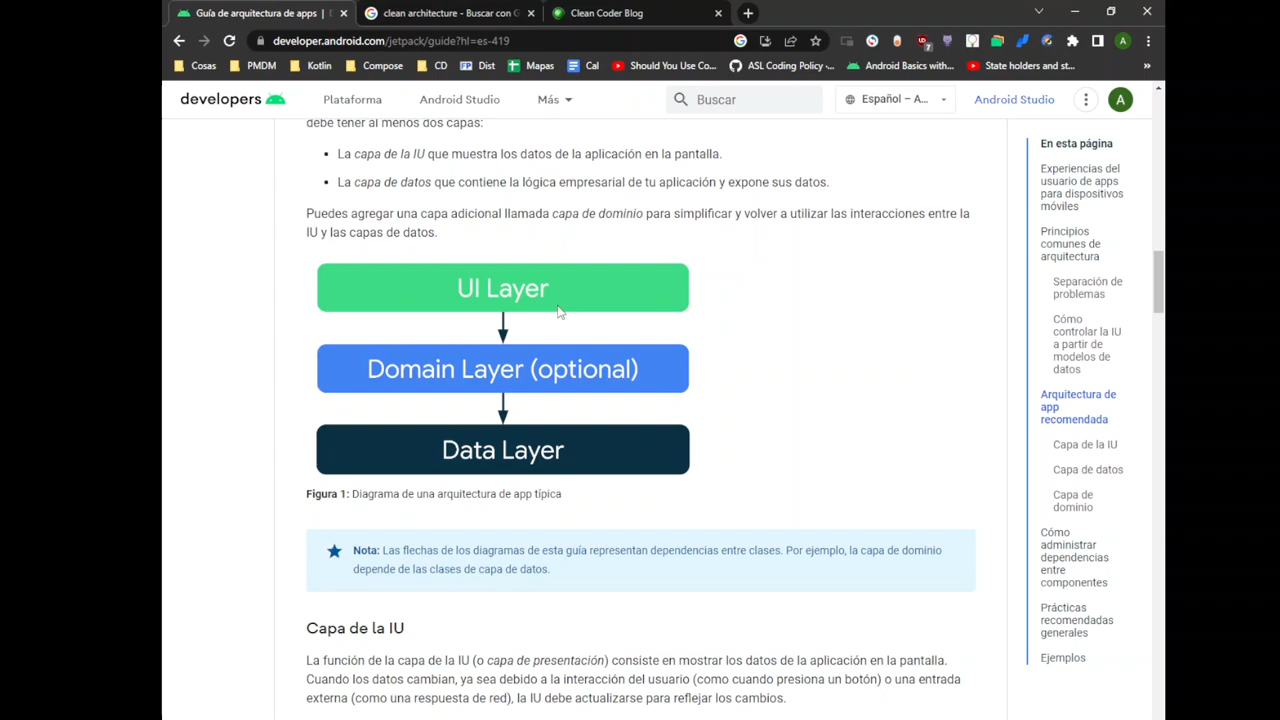 Guía de arquitectura de apps | D
clean architecture - Buscar con G
Clean Coder Blog
developer.android.com/jetpack/guide?hl=es-419
7
A
Cosas
PMDM
Kotlin
Compose
CD
FP Dist
Mapas
Cal
Should You Use Co...
ASL Coding Policy -...
Android Basics with...
State holders and st...
»
developers
Plataforma
Android Studio
Más
Buscar
Español – A...
Android Studio
A
debe tener al menos dos capas:
• La capa de la IU que muestra los datos de la aplicación en la pantalla.
• La capa de datos que contiene la lógica empresarial de tu aplicación y expone sus datos.
Puedes agregar una capa adicional llamada capa de dominio para simplificar y volver a utilizar las interacciones entre la
IU y las capas de datos.
UI Layer
Domain Layer (optional)
Data Layer
Figura 1: Diagrama de una arquitectura de app típica
Nota: Las flechas de los diagramas de esta guía representan dependencias entre clases. Por ejemplo, la capa de dominio
depende de las clases de capa de datos.
Capa de la IU
La función de la capa de la IU (o capa de presentación) consiste en mostrar los datos de la aplicación en la pantalla.
Cuando los datos cambian, ya sea debido a la interacción del usuario (como cuando presiona un botón) o una entrada
externa (como una respuesta de red), la IU debe actualizarse para reflejar los cambios.
En esta página
Experiencias del
usuario de apps
para dispositivos
móviles
Principios
comunes de
arquitectura
Separación de
problemas
Cómo
controlar la IU
a partir de
modelos de
datos
Arquitectura de
app
recomendada
Capa de la IU
Capa de datos
Capa de
dominio
Cómo
administrar
dependencias
entre
componentes
Prácticas
recomendadas
generales
Ejemplos